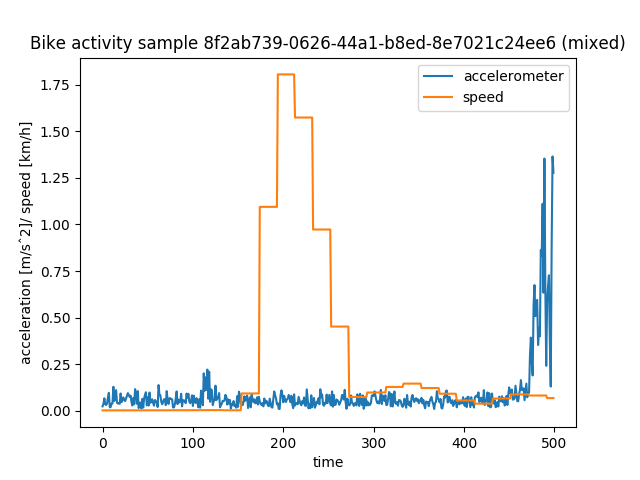 Bike activity sample 8f2ab739-0626-44a1-b8ed-8e7021c24ee6 (mixed)
accelerometer
speed
acceleration [m/sˆ2]/ speed [km/h]
1.75
1.50
1.25
1.00
0.75
0.50
0.25
0.00
0 100 200 300 400 500
time